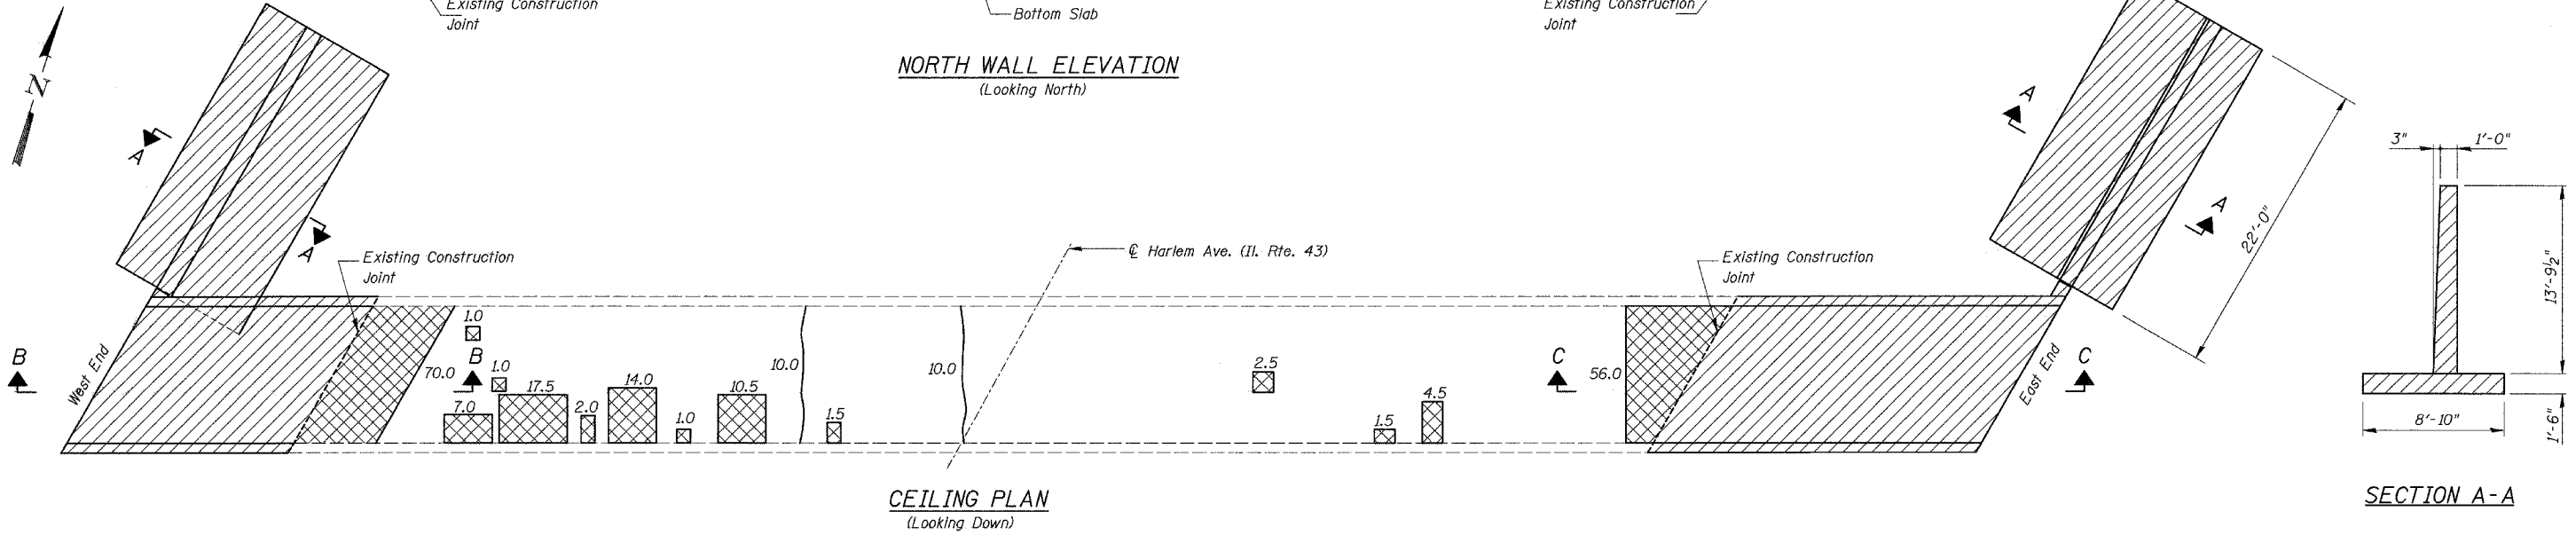 Existing Construction
Joint
Bottom Slab
Existing Construction
Joint
NORTH WALL ELEVATION
(Looking North)
N
A
A
A
A
3"
1'-0"
22'-0"
13'-9½"
8'-10"
1'-6"
SECTION A-A
Existing Construction
Joint
℄ Harlem Ave. (Il. Rte. 43)
Existing Construction
Joint
B
West End
70.0
1.0
B
1.0
7.0
17.5
2.0
14.0
1.0
10.5
10.0
1.5
10.0
2.5
1.5
4.5
C
56.0
East End
C
CEILING PLAN
(Looking Down)